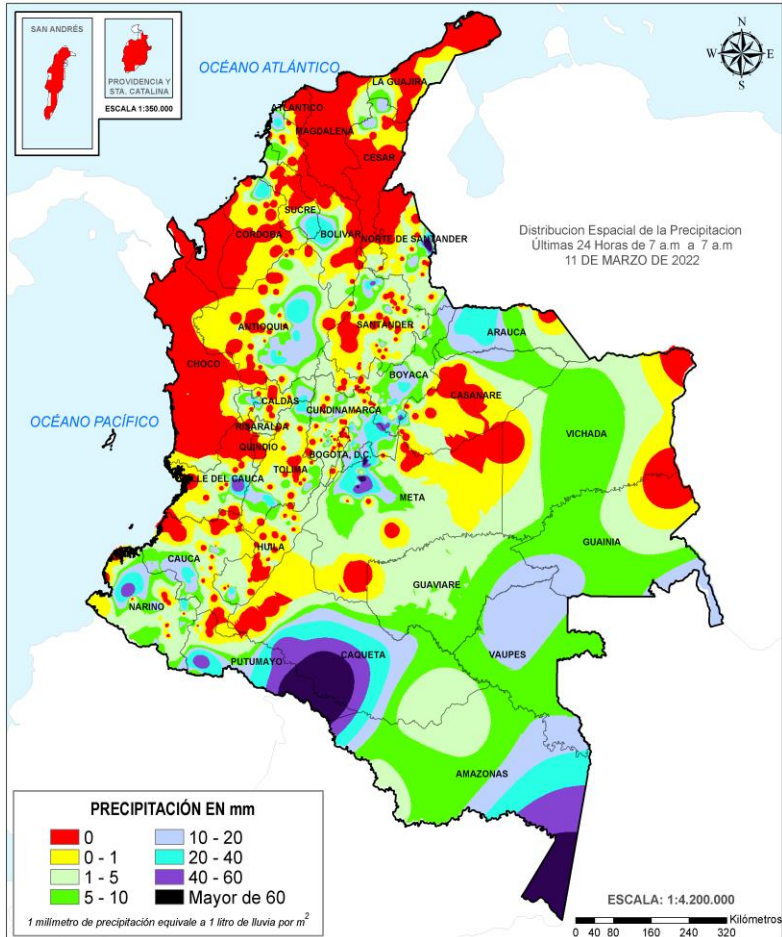 SAN ANDRÉS
PROVIDENCIA Y
STA. CATALINA
ESCALA 1:350.000
OCÉANO ATLÁNTICO
N
W
E
S
LA GUAJIRA
ATLANTICO
MAGDALENA
CESAR
SUCRE
CORDOBA
BOLIVAR
NORTE DE SANTANDER
Distribucion Espacial de la Precipitacion
Últimas 24 Horas de 7 a.m a 7 a.m
11 DE MARZO DE 2022
ANTIOQUIA
SANTANDER
ARAUCA
CHOCO
BOYACA
CASANARE
CALDAS
CUNDINAMARCA
OCÉANO PACÍFICO
RISARALDA
QUINDIO
BOGOTA, D.C.
VICHADA
TOLIMA
VALLE DEL CAUCA
META
GUAINIA
HUILA
CAUCA
GUAVIARE
NARINO
VAUPES
CAQUETA
PUTUMAYO
AMAZONAS
PRECIPITACIÓN EN mm
0
0 - 1
1 - 5
5 - 10
10 - 20
20 - 40
40 - 60
Mayor de 60
1 milímetro de precipitación equivale a 1 litro de lluvia por m²
ESCALA: 1:4.200.000
Kilómetros
0 40 80 160 240 320